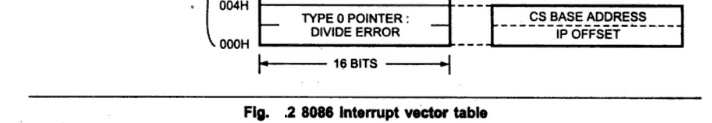 004H
TYPE 0 POINTER :
DIVIDE ERROR
CS BASE ADDRESS
IP OFFSET
000H
16 BITS
Fig. .2 8086 Interrupt vector table